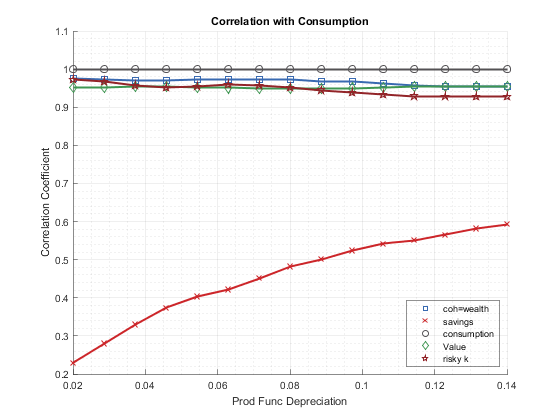 Correlation with Consumption
1.1
1
0.9
0.8
0.7
0.6
0.5
0.4
0.3
0.2
Correlation Coefficient
0.02 0.04 0.06 0.08 0.1 0.12 0.14
Prod Func Depreciation
coh=wealth
savings
consumption
Value
risky k